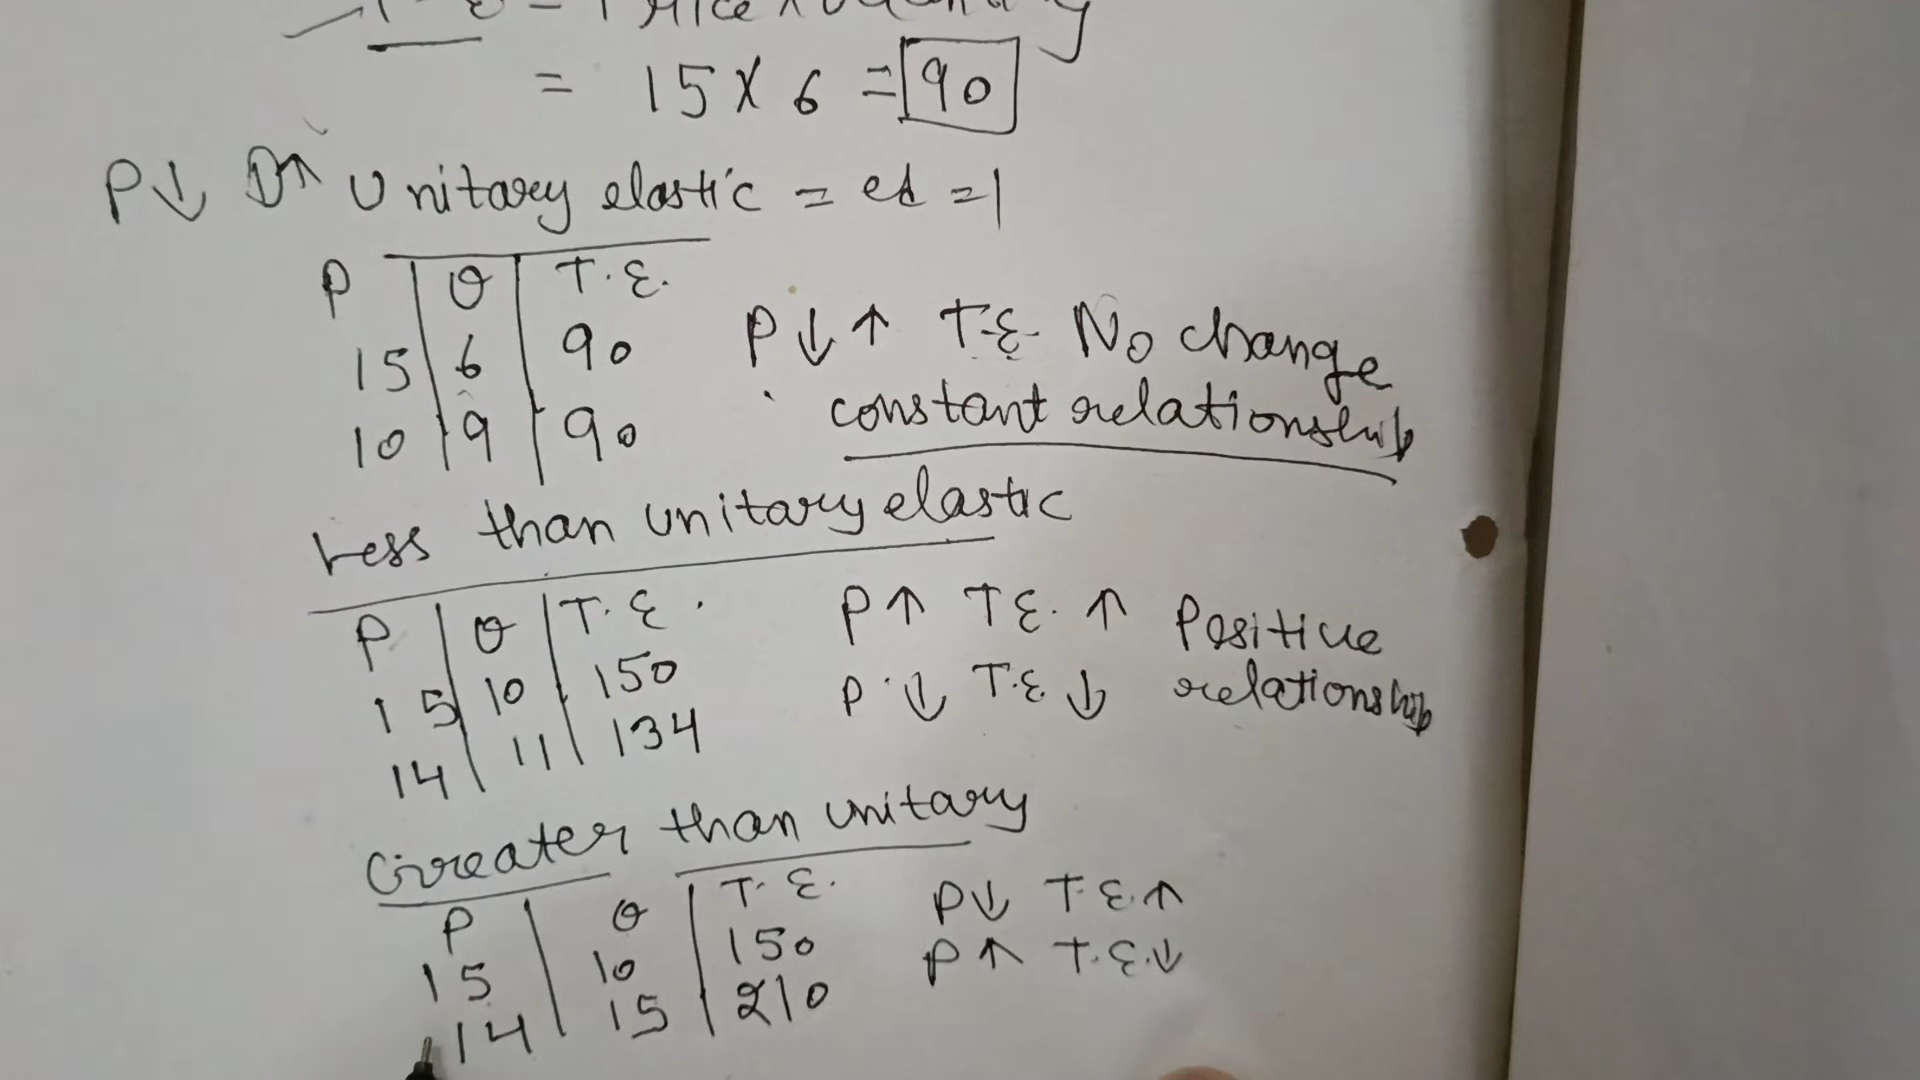 = Price X Quantity
= 15 X 6 = 90
P↓ D↑ Unitary elastic = ed = 1
P Q T.E.
15 6 90
10 9 90
P↓↑ T.E. No change
constant relationship
Less than unitary elastic
P Q T.E.
15 10 150
14 11 134
P↑ T.E.↑ Positive
P↓ T.E↓ relationship
Greater than unitary
P Q T.E.
15 10 150
14 15 210
P↓ T.E.↑
P↑ T.E.↓